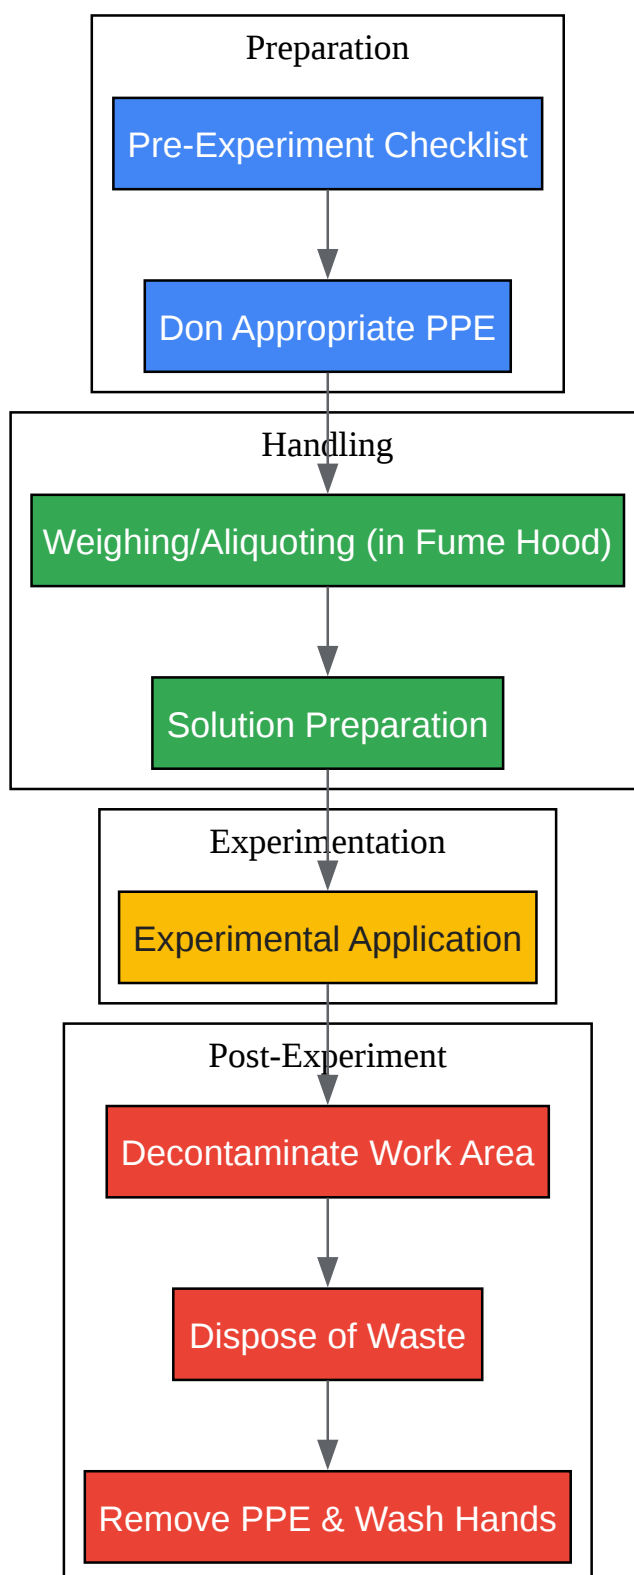 Preparation
Pre-Experiment Checklist
Don Appropriate PPE
Handling
Weighing/Aliquoting (in Fume Hood)
Solution Preparation
Experimentation
Experimental Application
Post-Experiment
Decontaminate Work Area
Dispose of Waste
Remove PPE & Wash Hands